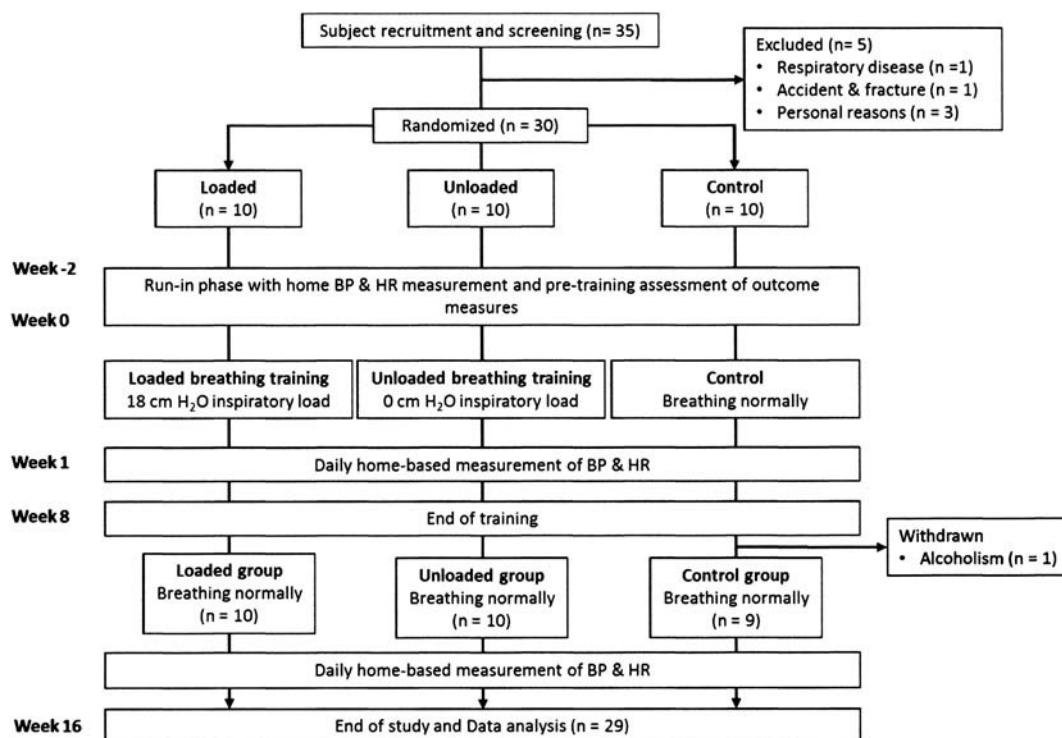 Subject recruitment and screening (n= 35)
Excluded (n= 5)
• Respiratory disease (n =1)
• Accident & fracture (n = 1)
• Personal reasons (n = 3)
Randomized (n = 30)
Loaded
(n = 10)
Unloaded
(n = 10)
Control
(n = 10)
Week -2
Run-in phase with home BP & HR measurement and pre-training assessment of outcome
measures
Week 0
Loaded breathing training
18 cm H₂O inspiratory load
Unloaded breathing training
0 cm H₂O inspiratory load
Control
Breathing normally
Week 1
Daily home-based measurement of BP & HR
Week 8
End of training
Withdrawn
• Alcoholism (n = 1)
Loaded group
Breathing normally
(n = 10)
Unloaded group
Breathing normally
(n = 10)
Control group
Breathing normally
(n = 9)
Daily home-based measurement of BP & HR
Week 16
End of study and Data analysis (n = 29)